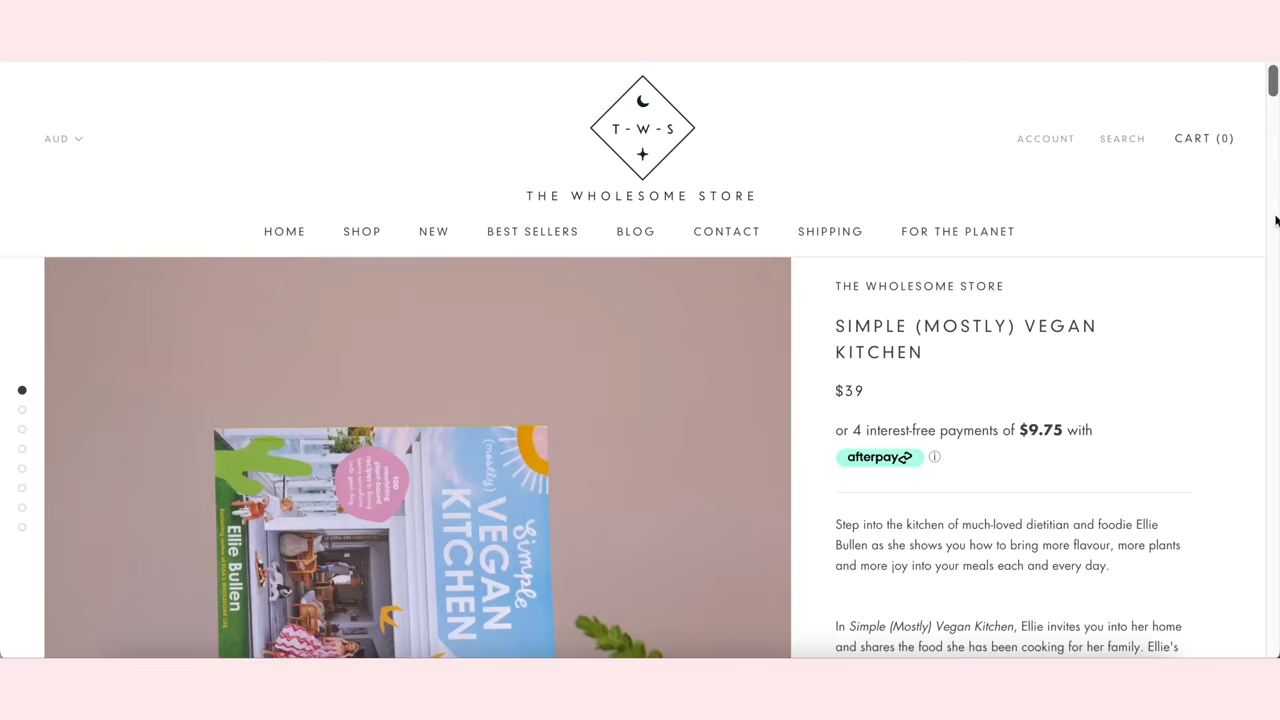 AUD
T-W-S
THE WHOLESOME STORE
ACCOUNT
SEARCH
CART (0)
HOME
SHOP
NEW
BEST SELLERS
BLOG
CONTACT
SHIPPING
FOR THE PLANET
Simple
(mostly)
VEGAN
KITCHEN
100
nourishing
plant-based
Ellie Bullen
THE WHOLESOME STORE
SIMPLE (MOSTLY) VEGAN
KITCHEN
$39
or 4 interest-free payments of $9.75 with
afterpay
Step into the kitchen of much-loved dietitian and foodie Ellie
Bullen as she shows you how to bring more flavour, more plants
and more joy into your meals each and every day.
In Simple (Mostly) Vegan Kitchen, Ellie invites you into her home
and shares the food she has been cooking for her family. Ellie's